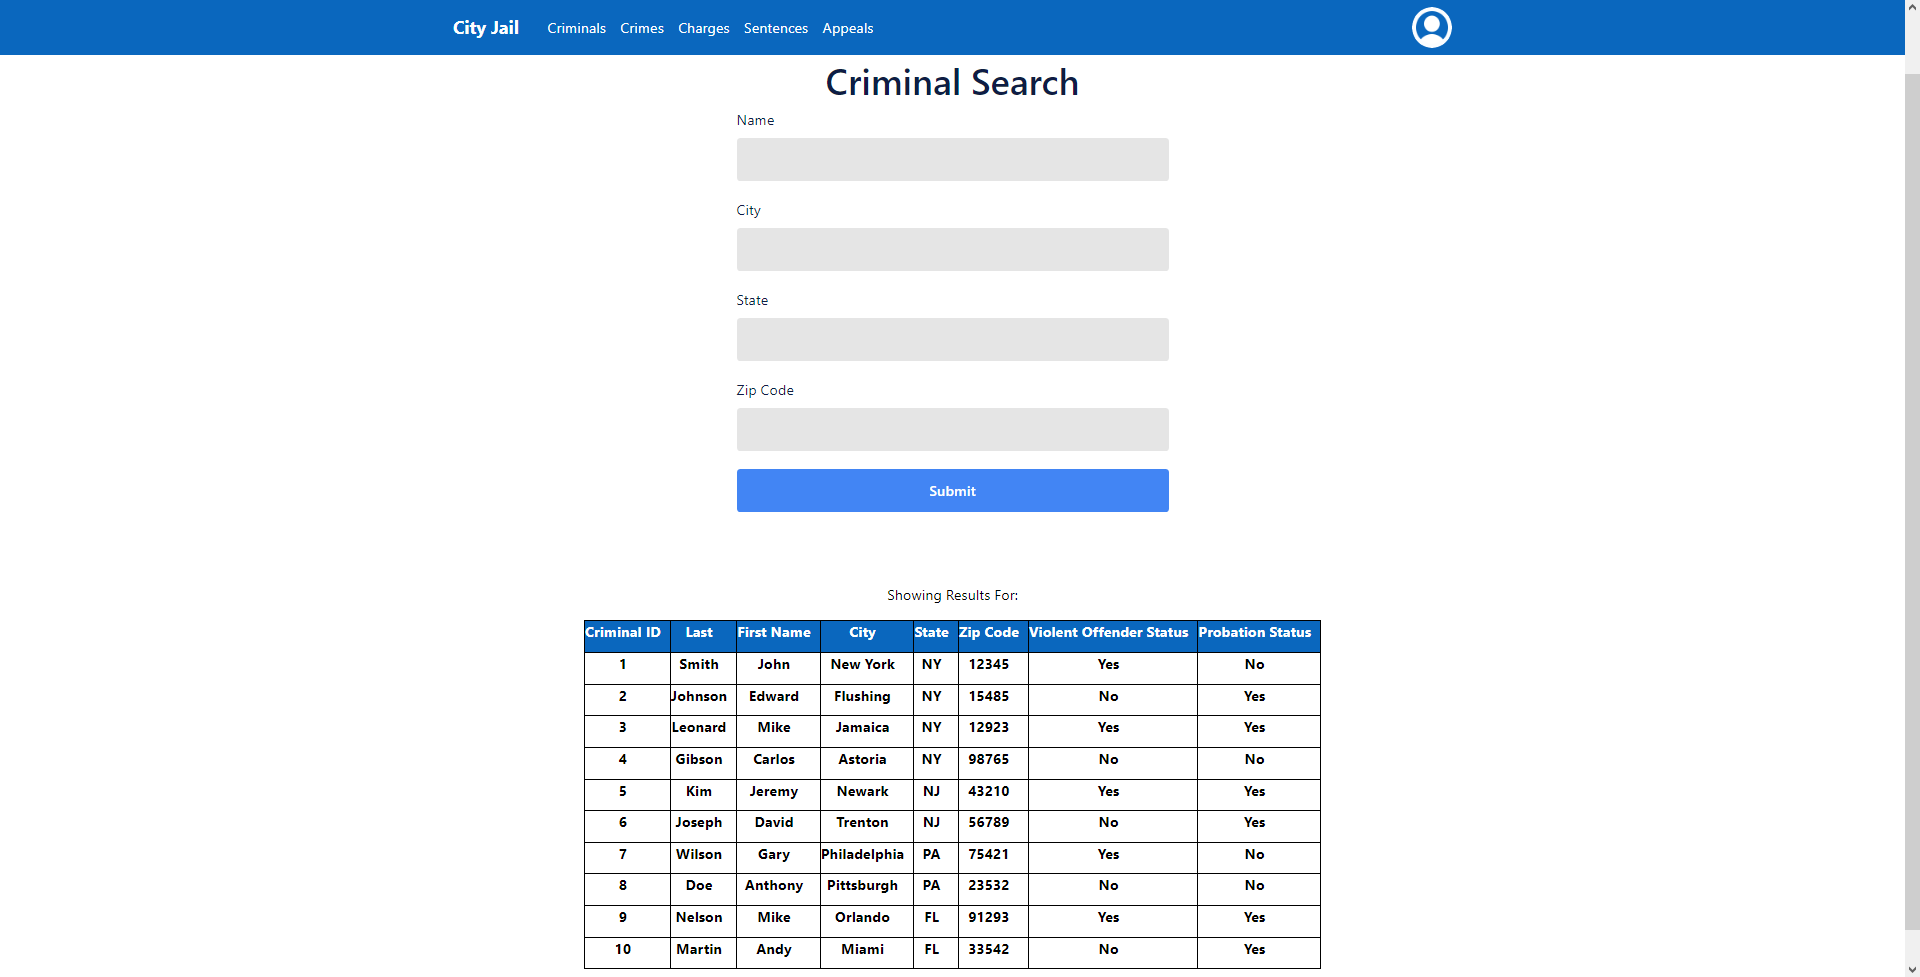 City Jail Criminals Crimes Charges Sentences Appeals
Criminal Search
Name
City
State
Zip Code
Submit
Showing Results For:
Criminal ID Last First Name City State Zip Code Violent Offender Status Probation Status
1 Smith John New York NY 12345 Yes No
2 Johnson Edward Flushing NY 15485 No Yes
3 Leonard Mike Jamaica NY 12923 Yes Yes
4 Gibson Carlos Astoria NY 98765 No No
5 Kim Jeremy Newark NJ 43210 Yes Yes
6 Joseph David Trenton NJ 56789 No Yes
7 Wilson Gary Philadelphia PA 75421 Yes No
8 Doe Anthony Pittsburgh PA 23532 No No
9 Nelson Mike Orlando FL 91293 Yes Yes
10 Martin Andy Miami FL 33542 No Yes